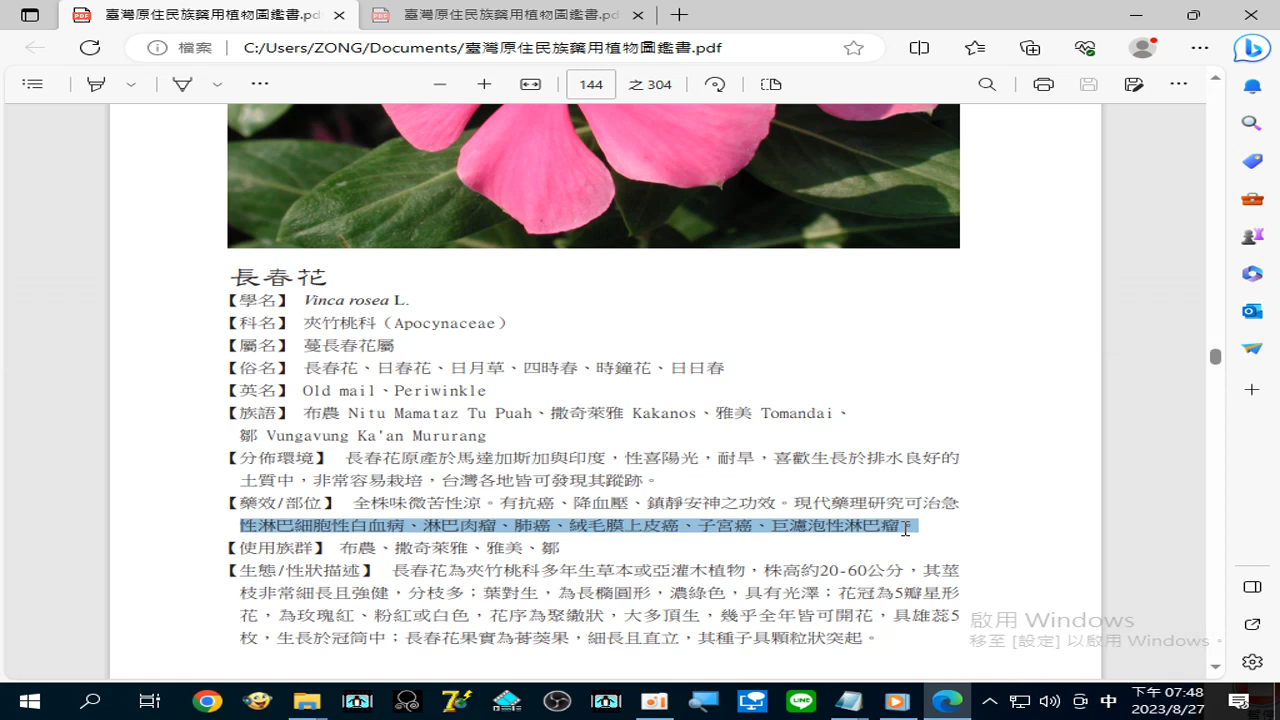 臺灣原住民族藥用植物圖鑑書.pdf
臺灣原住民族藥用植物圖鑑書.pdf
檔案
C:/Users/ZONG/Documents/臺灣原住民族藥用植物圖鑑書.pdf
144 之 304
長春花
【學名】 Vinca rosea L.
【科名】 夾竹桃科（Apocynaceae）
【屬名】 蔓長春花屬
【俗名】 長春花、日春花、日月草、四時春、時鐘花、日日春
【英名】 Old mail、Periwinkle
【族語】 布農 Nitu Mamataz Tu Puah、撒奇萊雅 Kakanos、雅美 Tomandai、
鄒 Vungavung Ka'an Mururang
【分佈環境】 長春花原產於馬達加斯加與印度，性喜陽光，耐旱，喜歡生長於排水良好的
土質中，非常容易栽培，台灣各地皆可發現其蹤跡。
【藥效/部位】 全株味微苦性涼。有抗癌、降血壓、鎮靜安神之功效。現代藥理研究可治急
性淋巴細胞性白血病、淋巴肉瘤、肺癌、絨毛膜上皮癌、子宮癌、巨濾泡性淋巴瘤。
【使用族群】 布農、撒奇萊雅、雅美、鄒
【生態/性狀描述】 長春花為夾竹桃科多年生草本或亞灌木植物，株高約20-60公分，其莖
枝非常細長且強健，分枝多；葉對生，為長橢圓形，濃綠色，具有光澤；花冠為5瓣星形
花，為玫瑰紅、粉紅或白色，花序為聚繖狀，大多頂生，幾乎全年皆可開花，具雄蕊5
枚，生長於冠筒中；長春花果實為蓇葖果，細長且直立，其種子具顆粒狀突起。
啟用 Windows
移至 [設定] 以啟用 Windows。
中
下午 07:48
2023/8/27